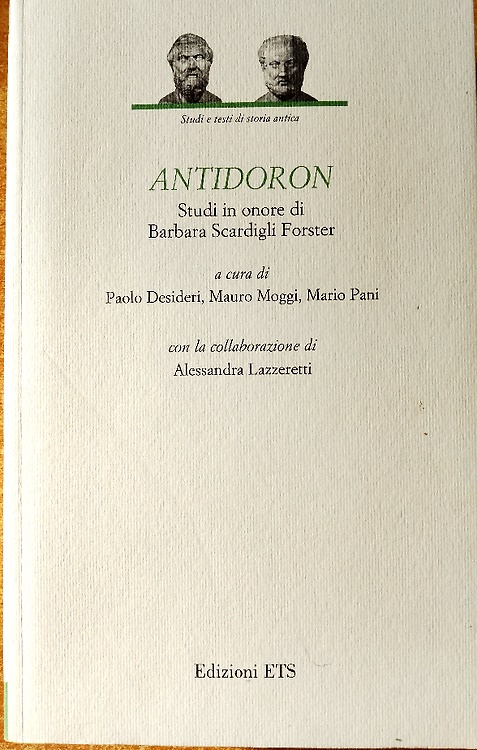 Studi e testi di storia antica
ANTIDORON
Studi in onore di
Barbara Scardigli Forster
a cura di
Paolo Desideri, Mauro Moggi, Mario Pani
con la collaborazione di
Alessandra Lazzeretti
Edizioni ETS